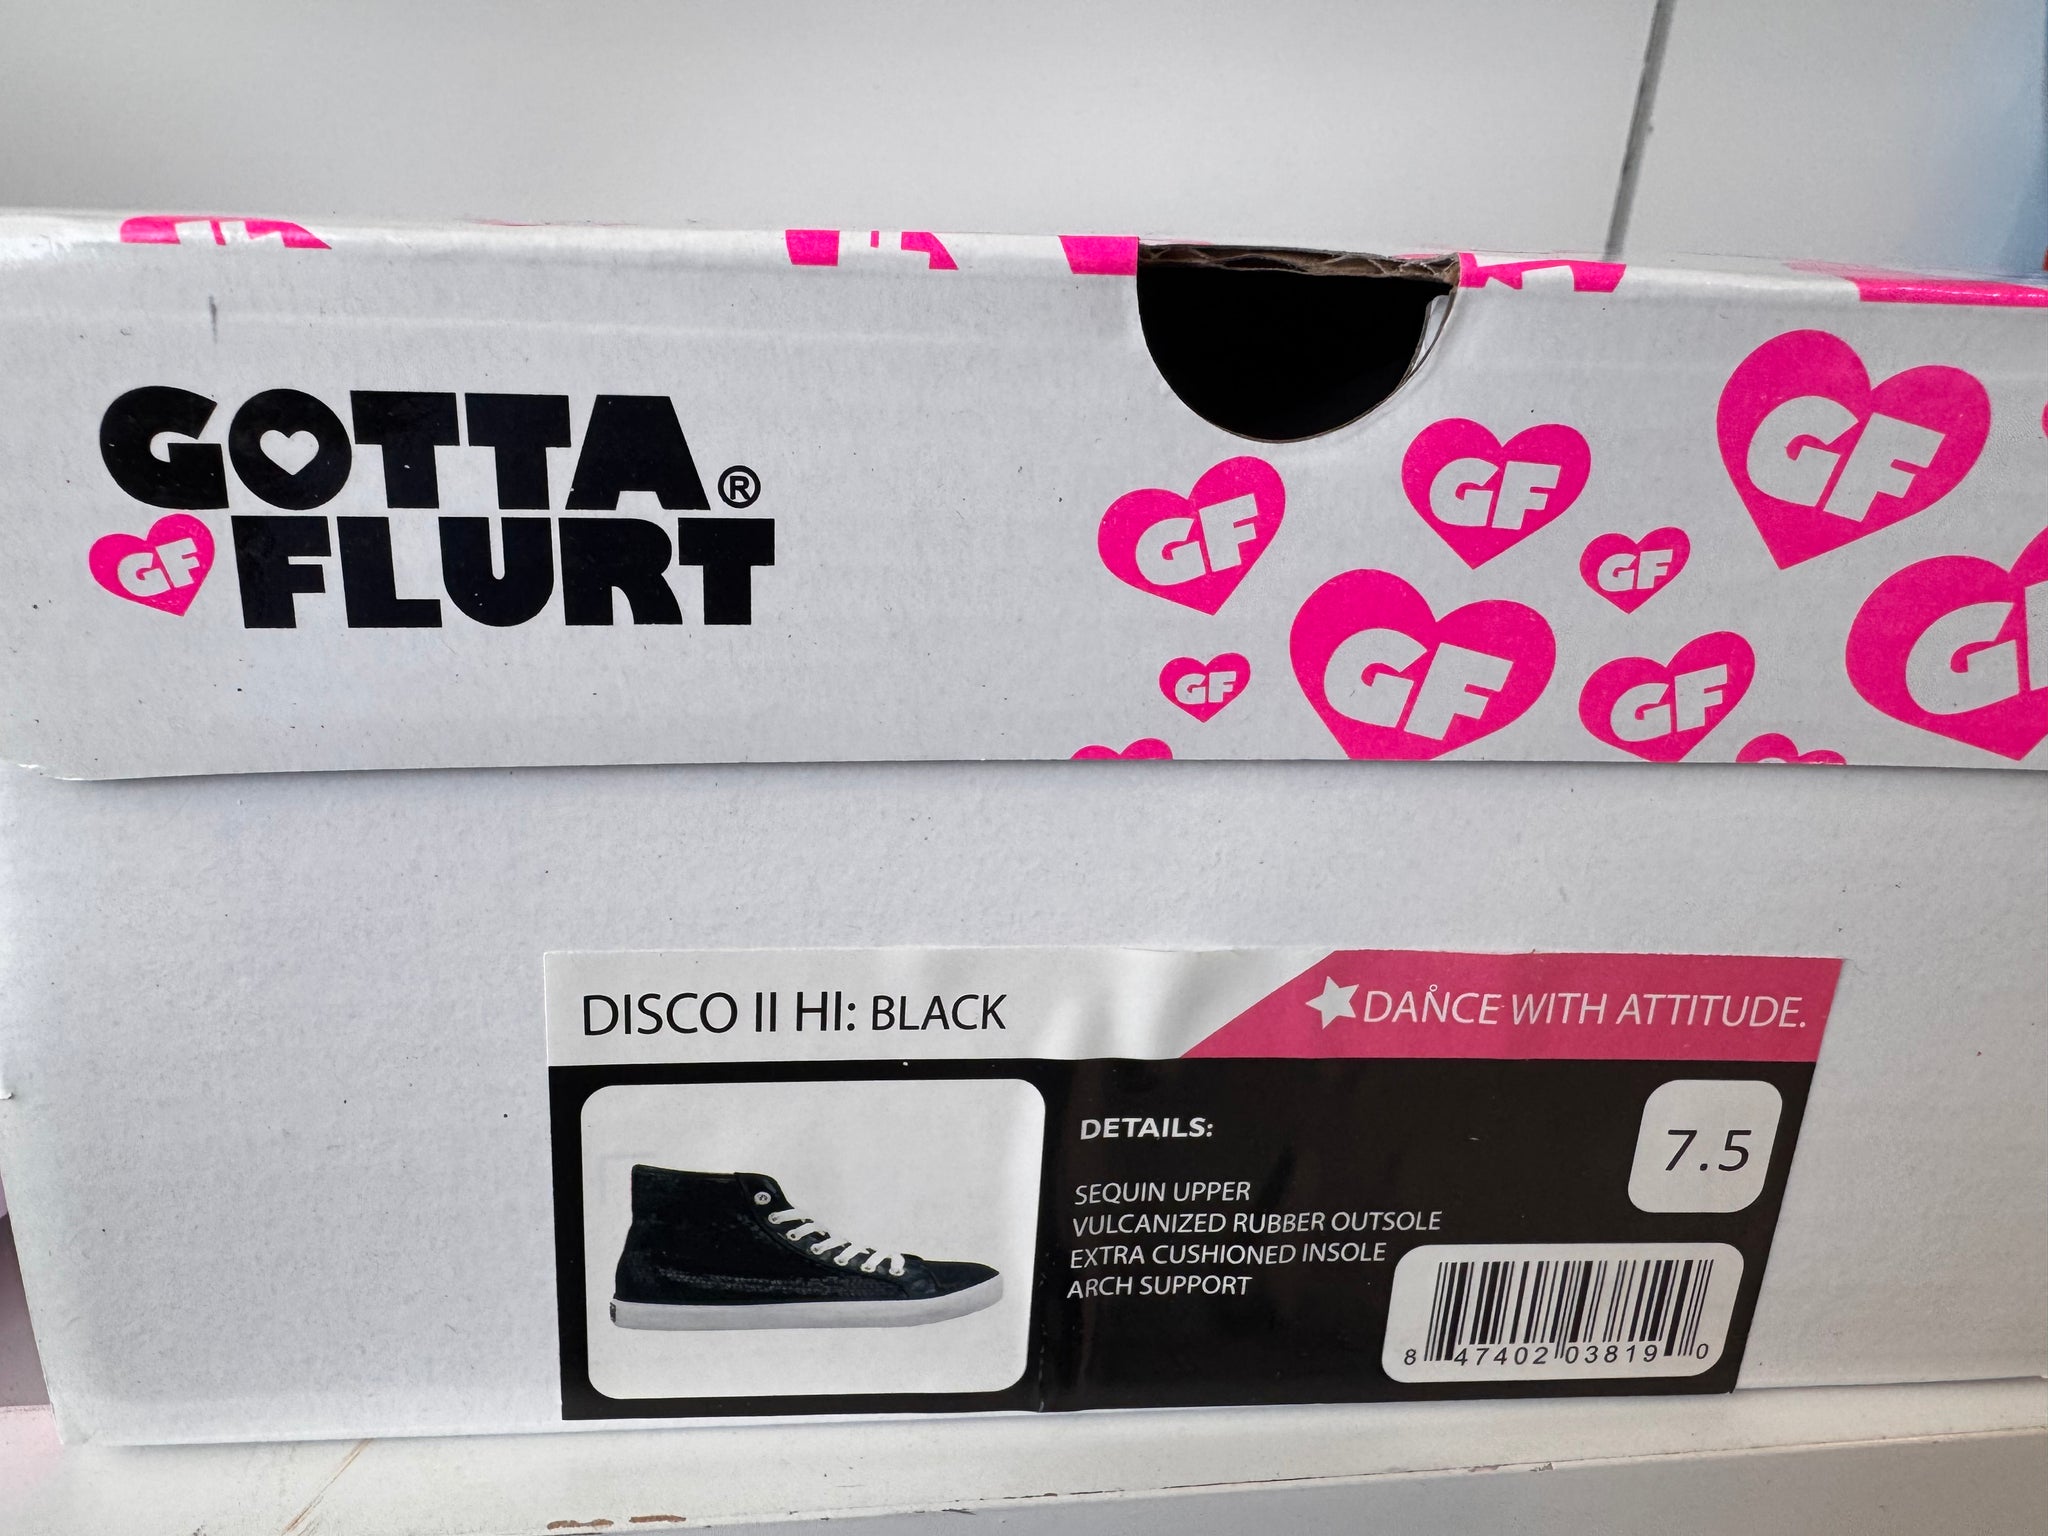 GOTTA®
GF FLURT
GF
GF
GF
GF
GF
GF
GF
GF
DISCO II HI: BLACK
DANCE WITH ATTITUDE.
DETAILS:
7.5
SEQUIN UPPER
VULCANIZED RUBBER OUTSOLE
EXTRA CUSHIONED INSOLE
ARCH SUPPORT
8 47402 03819 0